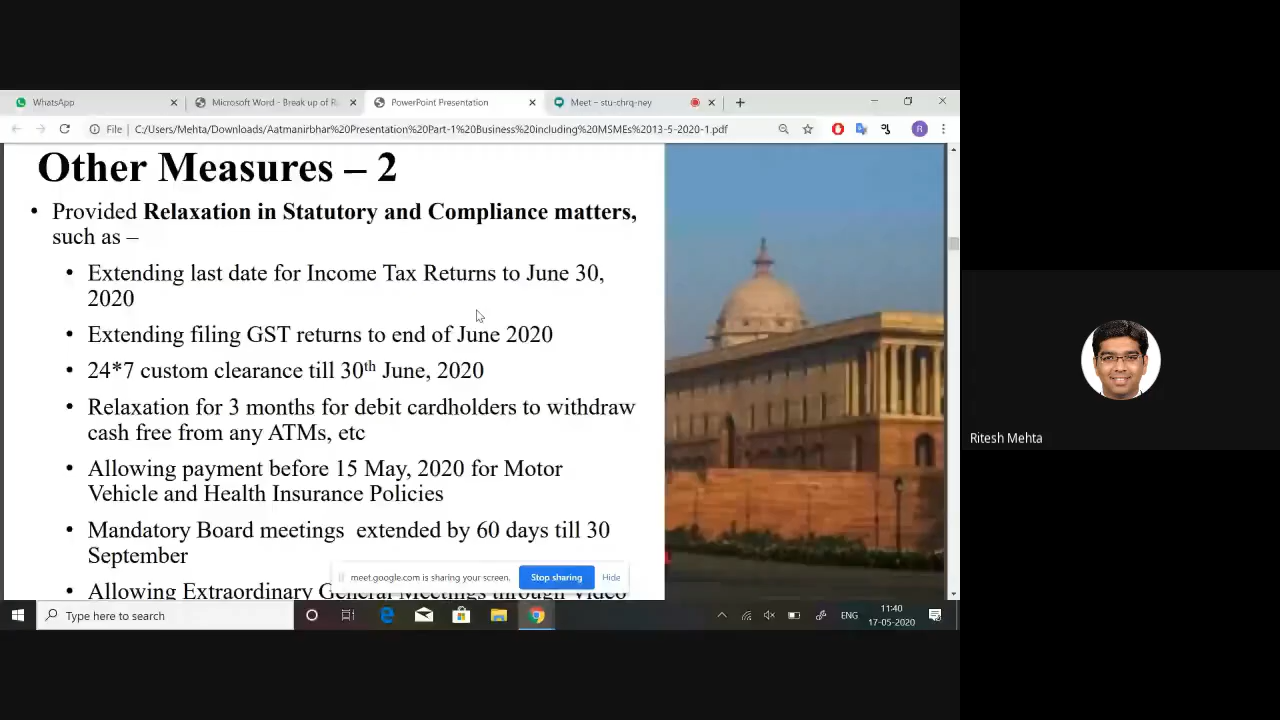 WhatsApp
Microsoft Word - Break up of R
PowerPoint Presentation
Meet – stu-chrq-ney
File | C:/Users/Mehta/Downloads/Aatmanirbhar%20Presentation%20Part-1%20Business%20including%20MSMEs%2013-5-2020-1.pdf
R
Other Measures – 2
• Provided Relaxation in Statutory and Compliance matters,
such as –
• Extending last date for Income Tax Returns to June 30,
2020
• Extending filing GST returns to end of June 2020
• 24*7 custom clearance till 30th June, 2020
• Relaxation for 3 months for debit cardholders to withdraw
cash free from any ATMs, etc
• Allowing payment before 15 May, 2020 for Motor
Vehicle and Health Insurance Policies
• Mandatory Board meetings extended by 60 days till 30
September
• Allowing Extraordinary General Meetings through Video
meet.google.com is sharing your screen.
Stop sharing
Hide
Ritesh Mehta
Type here to search
ENG
11:40
17-05-2020